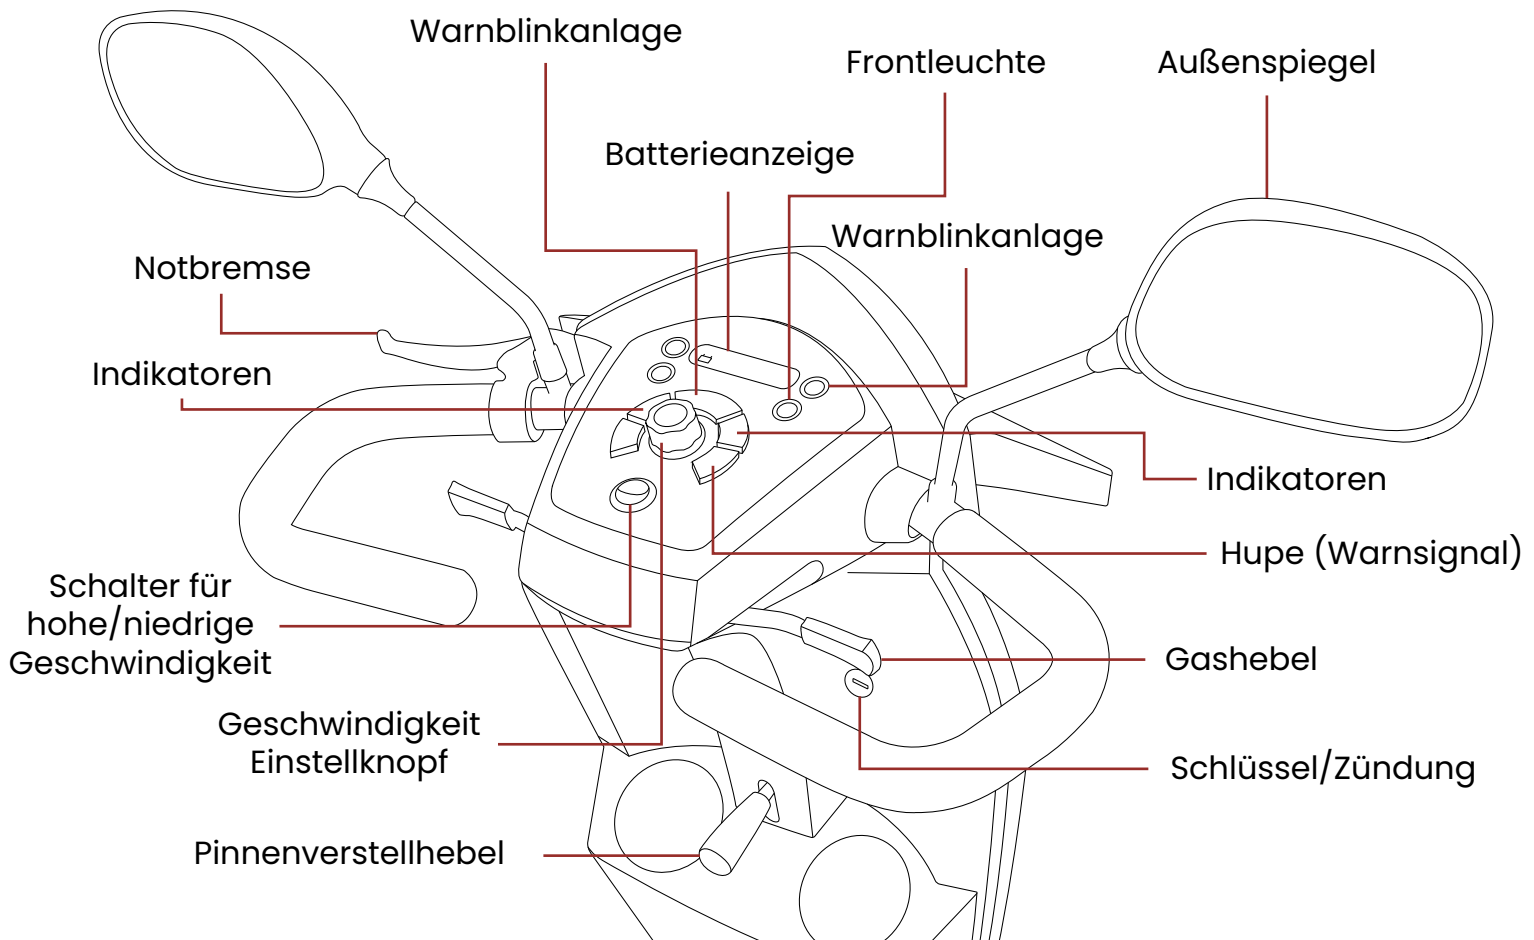 Warnblinkanlage
Frontleuchte
Außenspiegel
Batterieanzeige
Warnblinkanlage
Notbremse
Indikatoren
Indikatoren
Hupe (Warnsignal)
Schalter für
hohe/niedrige
Geschwindigkeit
Gashebel
Geschwindigkeit
Einstellknopf
Schlüssel/Zündung
Pinnenverstellhebel